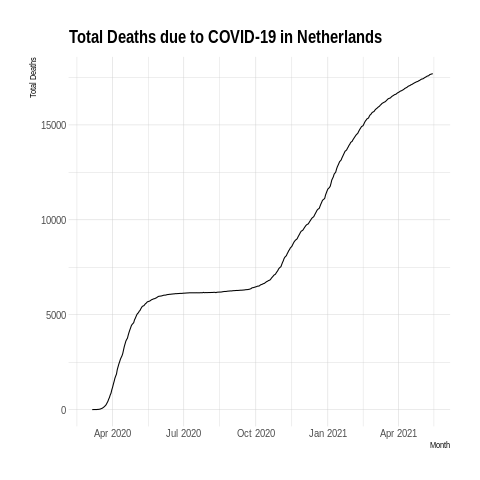 Total Deaths due to COVID-19 in Netherlands
Total Deaths
15000
10000
5000
0
Apr 2020 Jul 2020 Oct 2020 Jan 2021 Apr 2021
Month